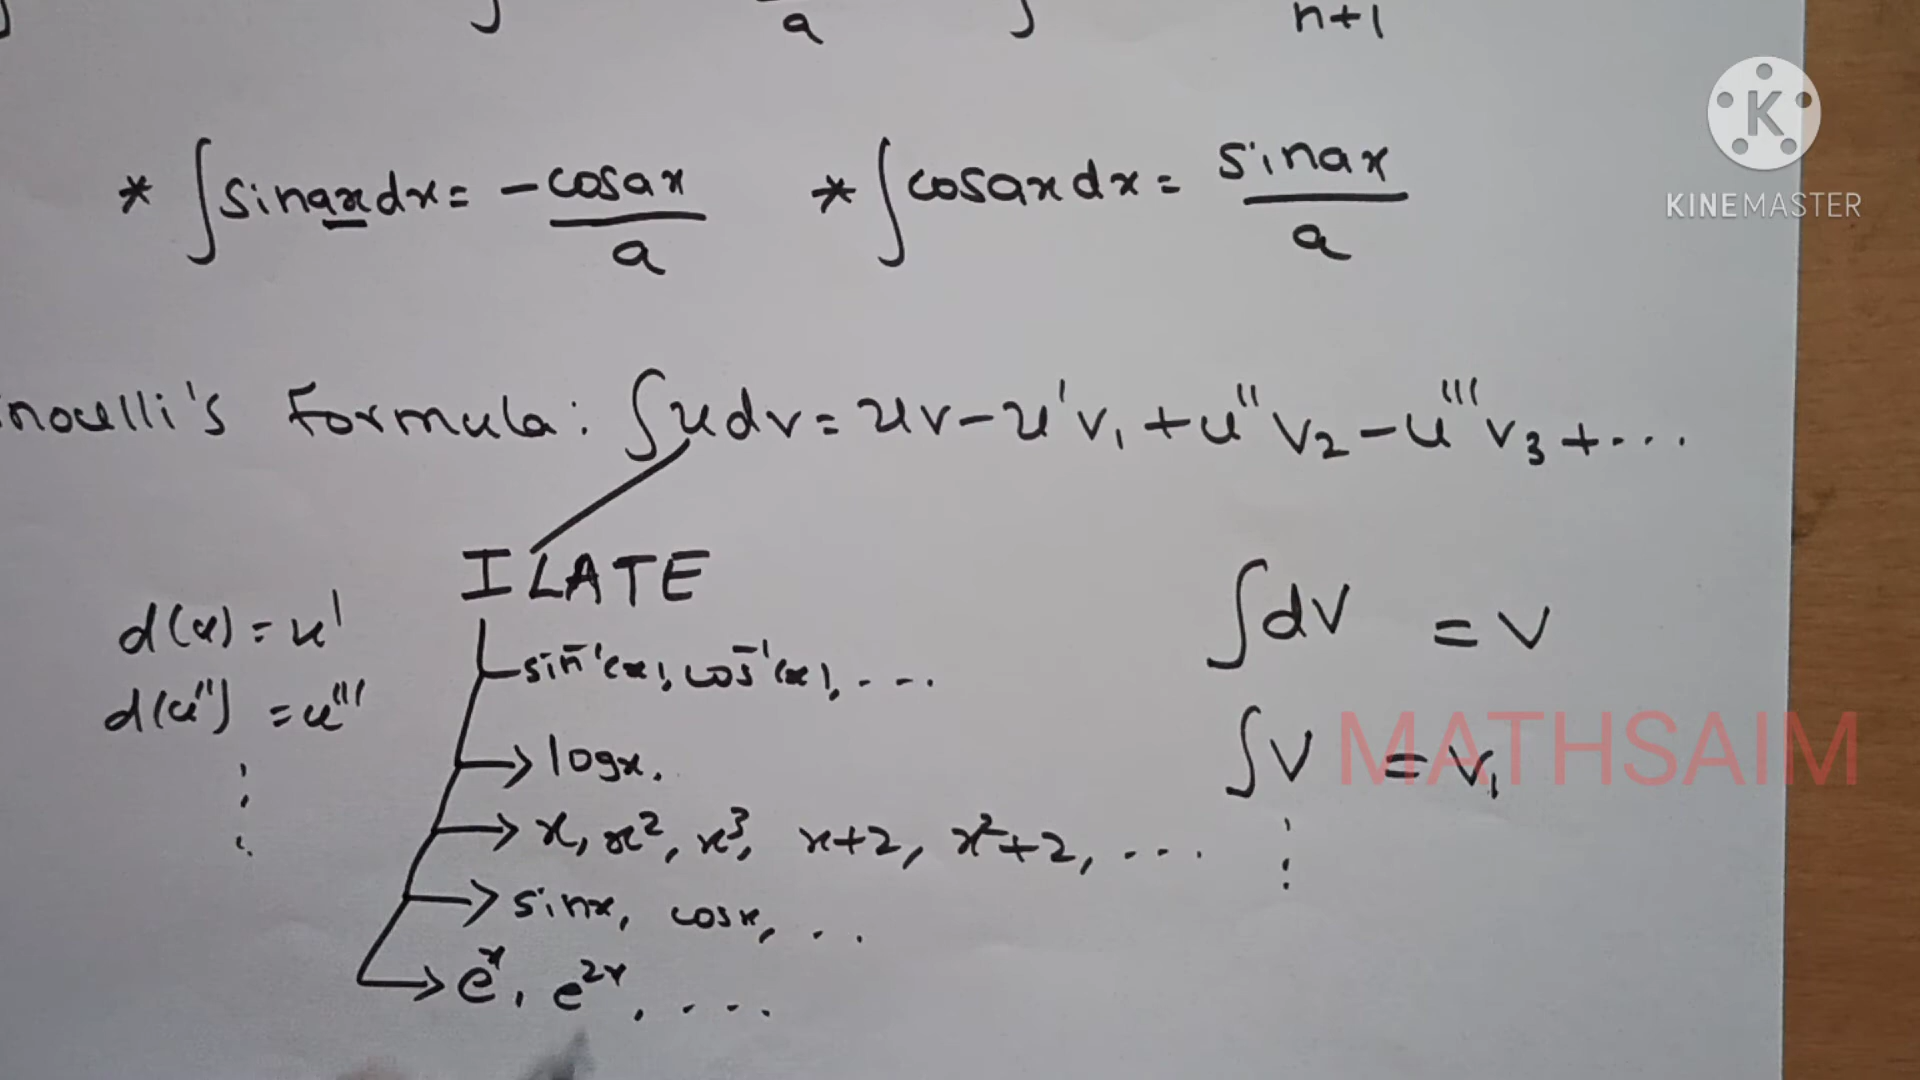 ∫ ∫ a ∫ n+1
K
KINEMASTER
* ∫sinax dx = -cosax/a * ∫cosax dx = sinax/a
noulli's Formula: ∫u dv = uv - u'v₁ + u''v₂ - u'''v₃ + ...
ILATE
d(u) = u' ∫dv = v
sin⁻¹(x), cos⁻¹(x), ...
d(u'') = u'''
logx. ∫v = v₁
MATHSAIM
x, x², x³, x+2, x²+2, ...
sinx, cosx, ...
eˣ, e²ˣ, ....